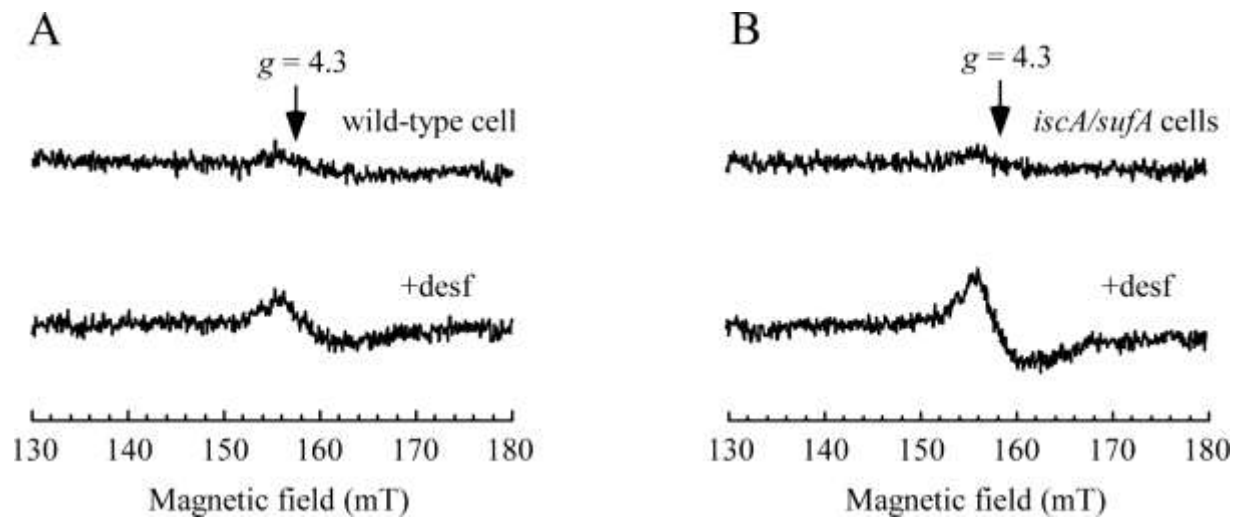 A
g = 4.3
wild-type cell
+desf
130 140 150 160 170 180
Magnetic field (mT)
B
g = 4.3
iscA/sufA cells
+desf
130 140 150 160 170 180
Magnetic field (mT)